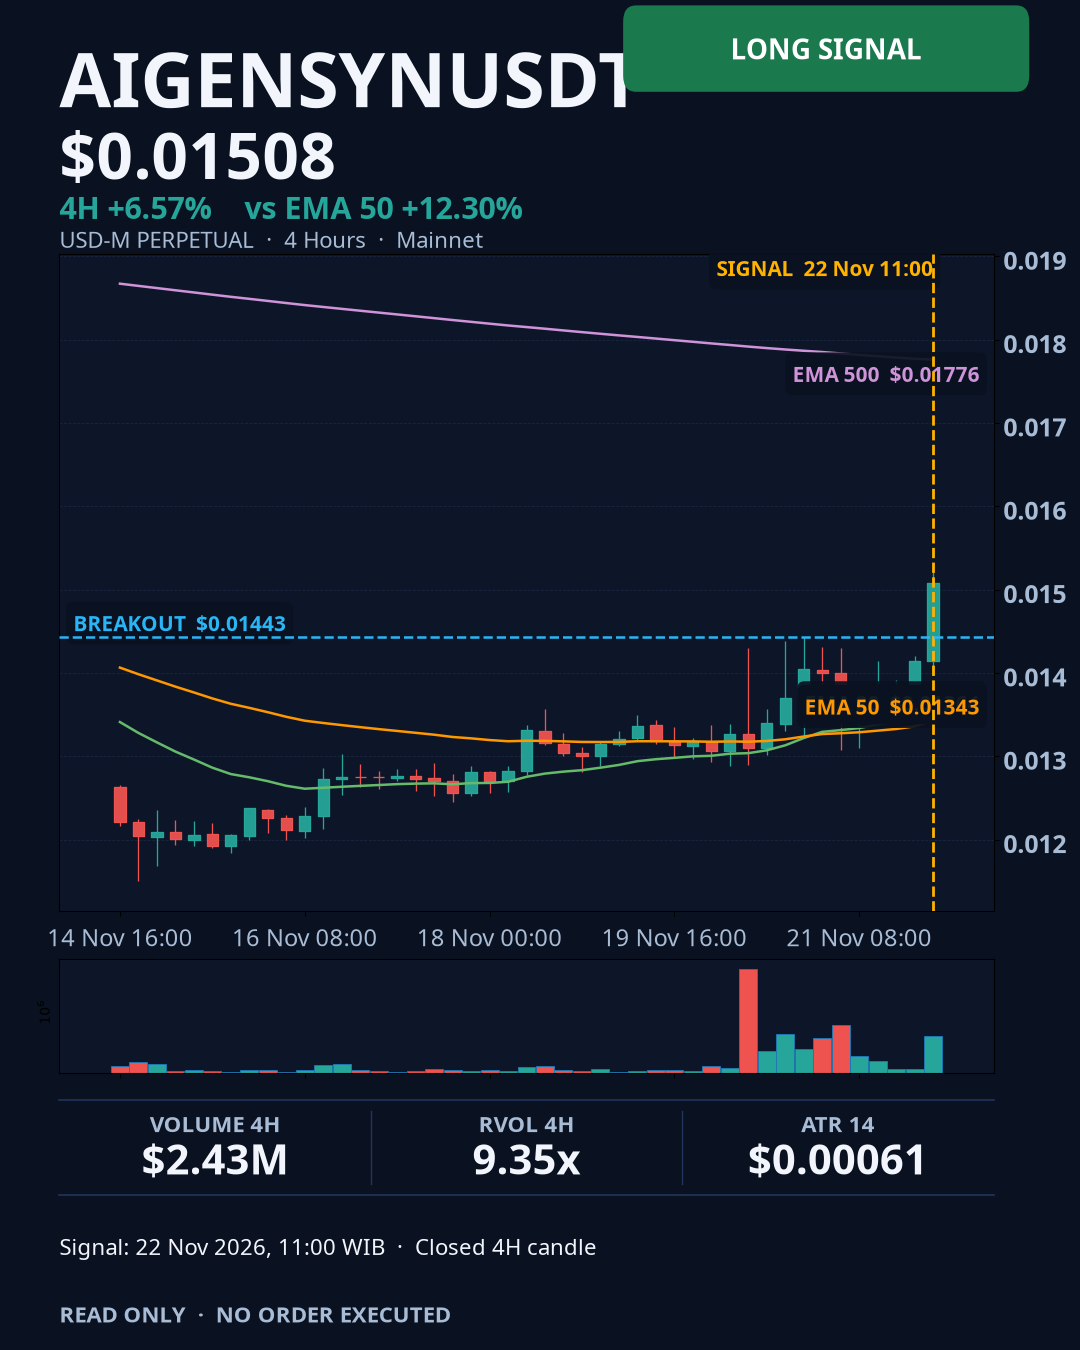 LONG SIGNAL
AIGENSYNUSDT
$0.01508
4H +6.57% vs EMA 50 +12.30%
USD-M PERPETUAL · 4 Hours · Mainnet
SIGNAL 22 Nov 11:00
0.019
0.018
EMA 500 $0.01776
0.017
0.016
0.015
BREAKOUT $0.01443
0.014
EMA 50 $0.01343
0.013
0.012
14 Nov 16:00 16 Nov 08:00 18 Nov 00:00 19 Nov 16:00 21 Nov 08:00
10⁶
VOLUME 4H RVOL 4H ATR 14
$2.43M 9.35x $0.00061
Signal: 22 Nov 2026, 11:00 WIB · Closed 4H candle
READ ONLY · NO ORDER EXECUTED